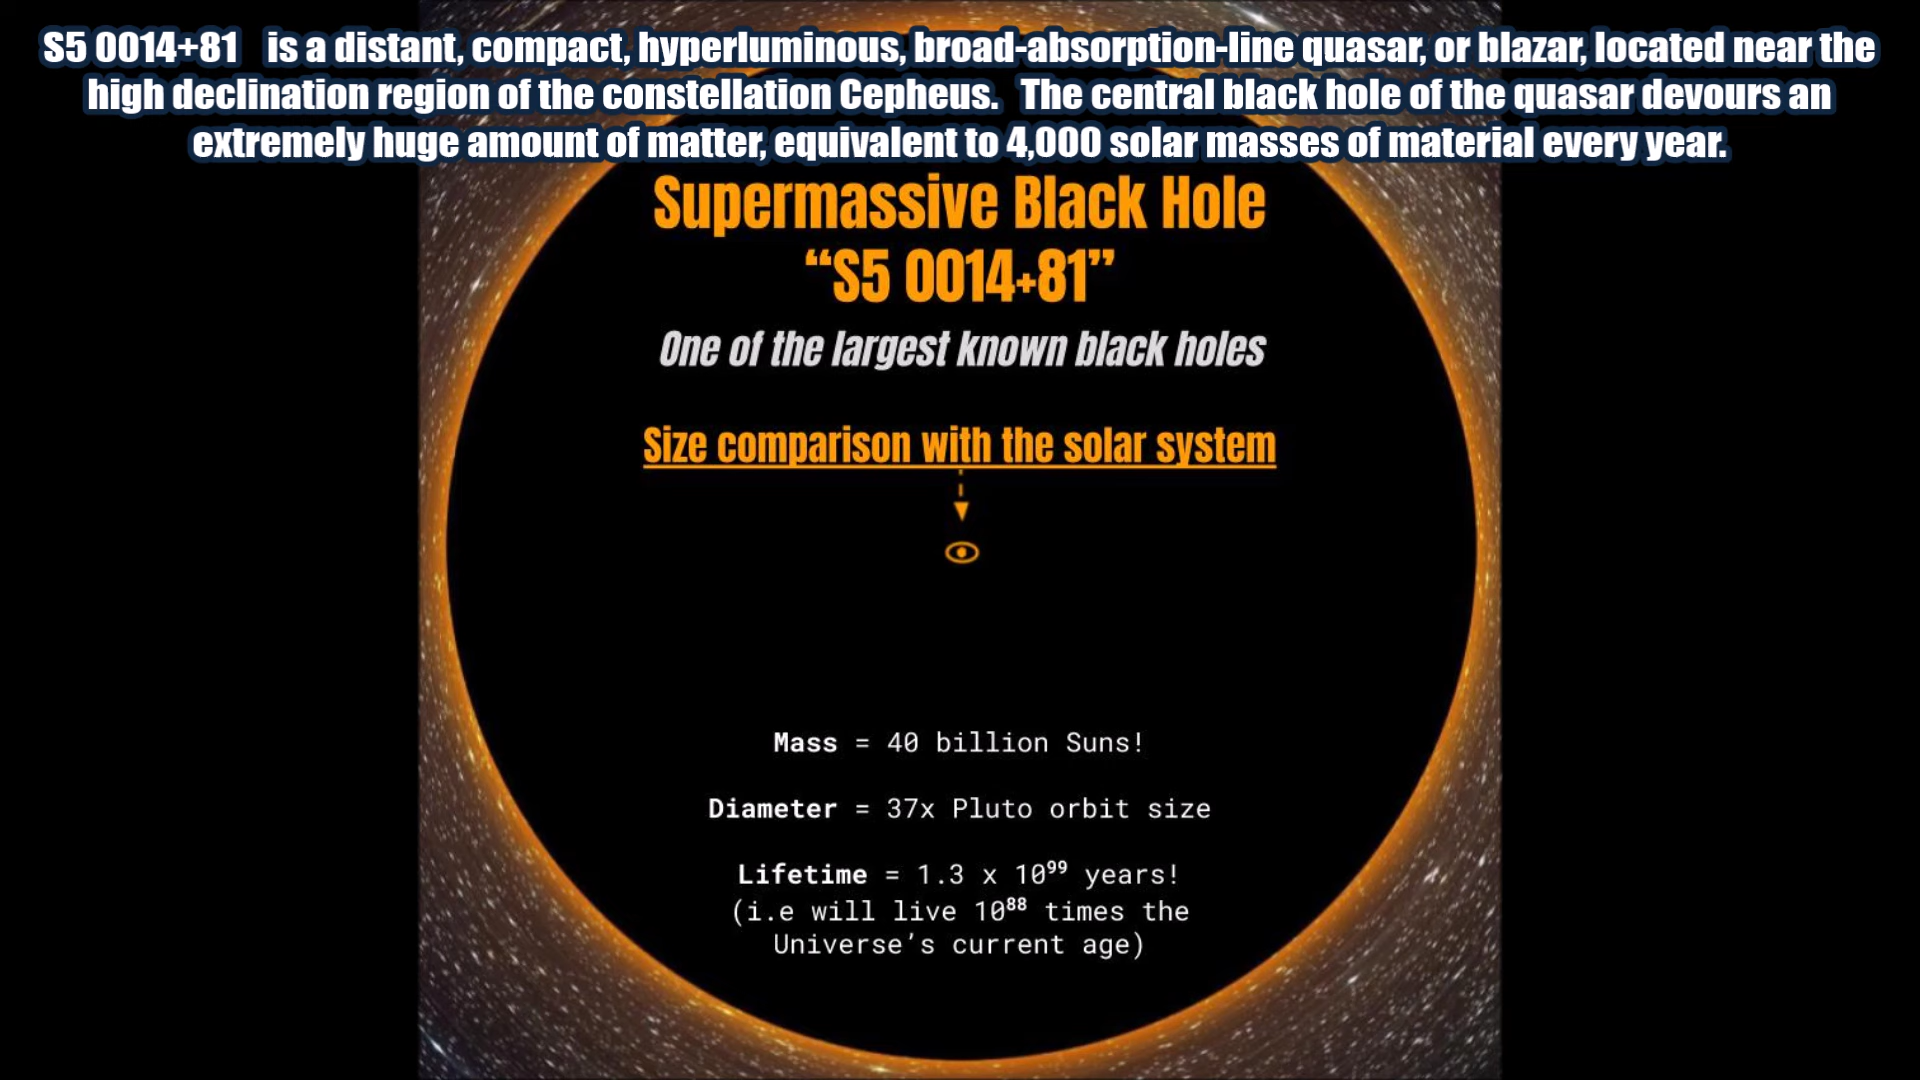 S5 0014+81 is a distant, compact, hyperluminous, broad-absorption-line quasar, or blazar, located near the
high declination region of the constellation Cepheus. The central black hole of the quasar devours an
extremely huge amount of matter, equivalent to 4,000 solar masses of material every year.
Supermassive Black Hole
“S5 0014+81”
One of the largest known black holes
Size comparison with the solar system
Mass = 40 billion Suns!
Diameter = 37x Pluto orbit size
Lifetime = 1.3 x 10⁹⁹ years!
(i.e will live 10⁸⁸ times the
Universe’s current age)